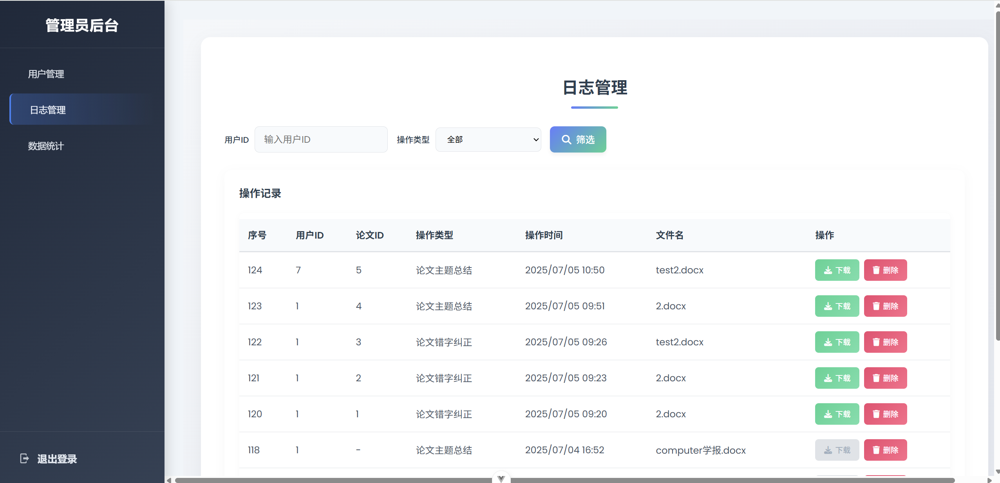 管理员后台
用户管理
日志管理
数据统计
退出登录
日志管理
用户ID 输入用户ID 操作类型 全部 筛选
操作记录
序号 用户ID 论文ID 操作类型 操作时间 文件名 操作
124 7 5 论文主题总结 2025/07/05 10:50 test2.docx 下载 删除
123 1 4 论文主题总结 2025/07/05 09:51 2.docx 下载 删除
122 1 3 论文错字纠正 2025/07/05 09:26 test2.docx 下载 删除
121 1 2 论文错字纠正 2025/07/05 09:23 2.docx 下载 删除
120 1 1 论文错字纠正 2025/07/05 09:20 2.docx 下载 删除
118 1 - 论文主题总结 2025/07/04 16:52 computer学报.docx 下载 删除